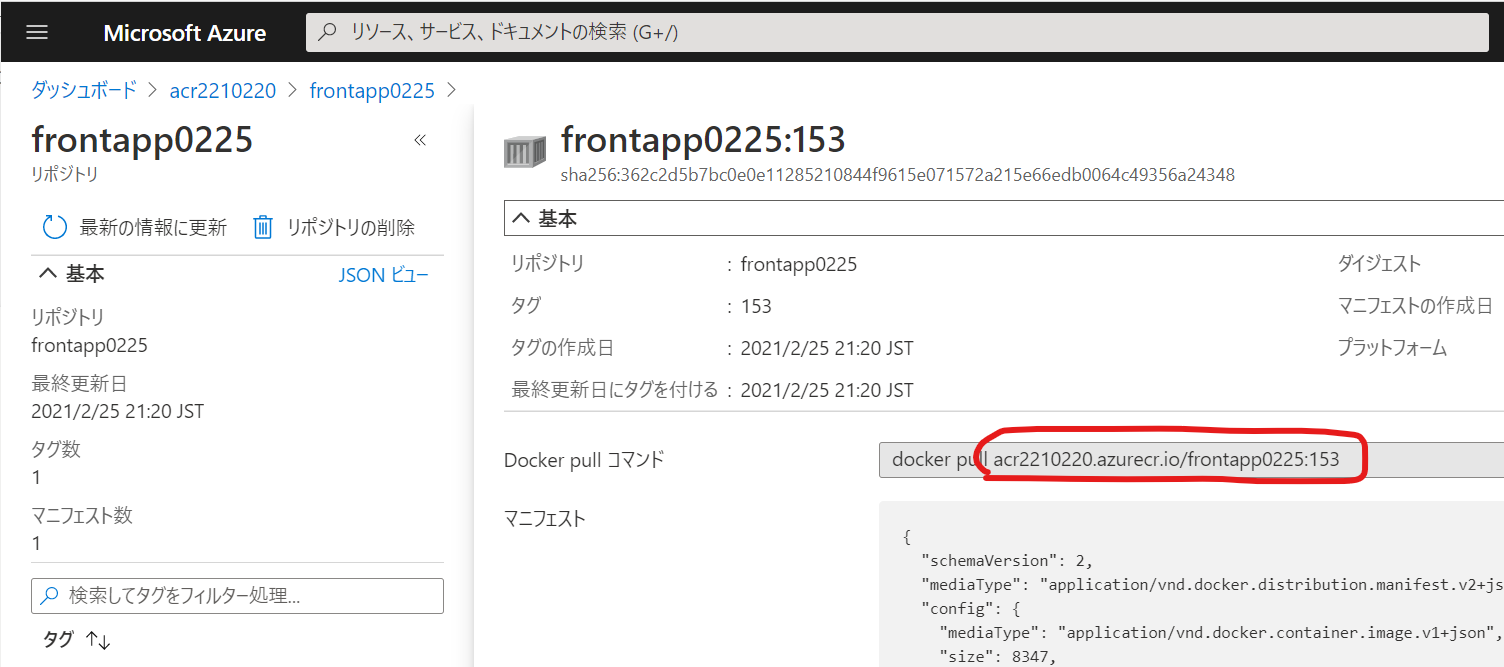 Microsoft Azure
リソース、サービス、ドキュメントの検索 (G+/)
ダッシュボード > acr2210220 > frontapp0225 >
frontapp0225
リポジトリ
最新の情報に更新 リポジトリの削除
基本 JSON ビュー
リポジトリ
frontapp0225
最終更新日
2021/2/25 21:20 JST
タグ数
1
マニフェスト数
1
検索してタグをフィルター処理...
タグ
frontapp0225:153
sha256:362c2d5b7bc0e0e11285210844f9615e071572a215e66edb0064c49356a24348
基本
リポジトリ : frontapp0225
タグ : 153
タグの作成日 : 2021/2/25 21:20 JST
最終更新日にタグを付ける : 2021/2/25 21:20 JST
ダイジェスト
マニフェストの作成日
プラットフォーム
Docker pull コマンド
docker pull acr2210220.azurecr.io/frontapp0225:153
マニフェスト
{
"schemaVersion": 2,
"mediaType": "application/vnd.docker.distribution.manifest.v2+js
"config": {
"mediaType": "application/vnd.docker.container.image.v1+json",
"size": 8347,